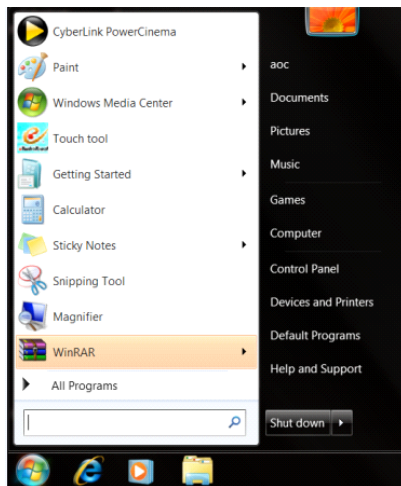 CyberLink PowerCinema
Paint
Windows Media Center
Touch tool
Getting Started
Calculator
Sticky Notes
Snipping Tool
Magnifier
WinRAR
All Programs
aoc
Documents
Pictures
Music
Games
Computer
Control Panel
Devices and Printers
Default Programs
Help and Support
Shut down